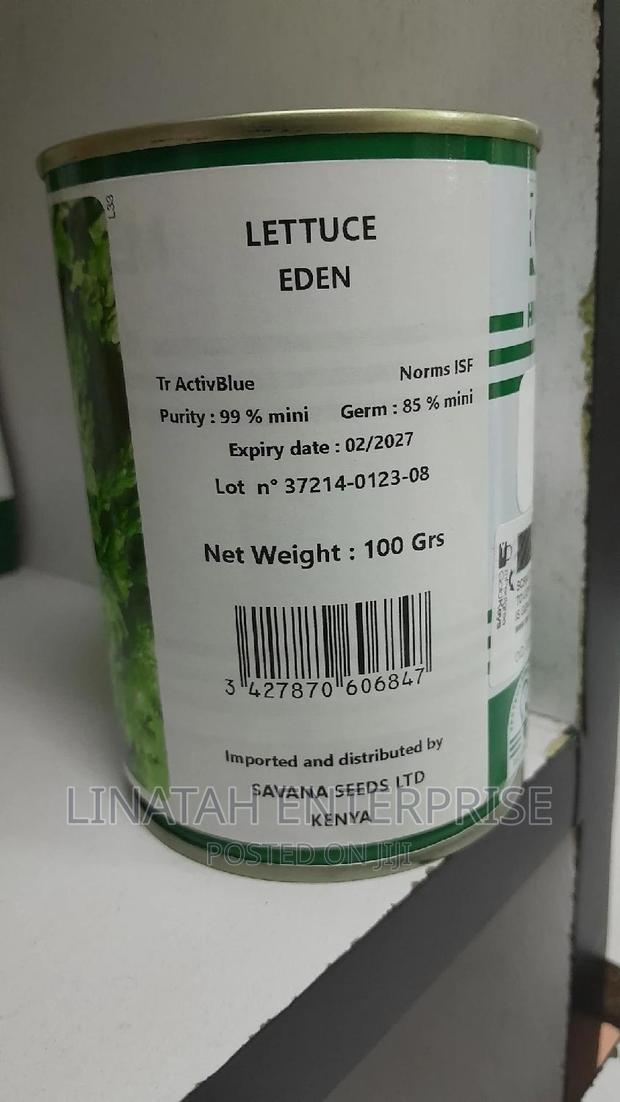 L33
LETTUCE
EDEN
Tr ActivBlue Norms ISF
Purity : 99 % mini Germ : 85 % mini
Expiry date : 02/2027
Lot n° 37214-0123-08
Net Weight : 100 Grs
3 427870 606847
Imported and distributed by
SAVANA SEEDS LTD
KENYA
LINATAH ENTERPRISE
POSTED ON JIJI